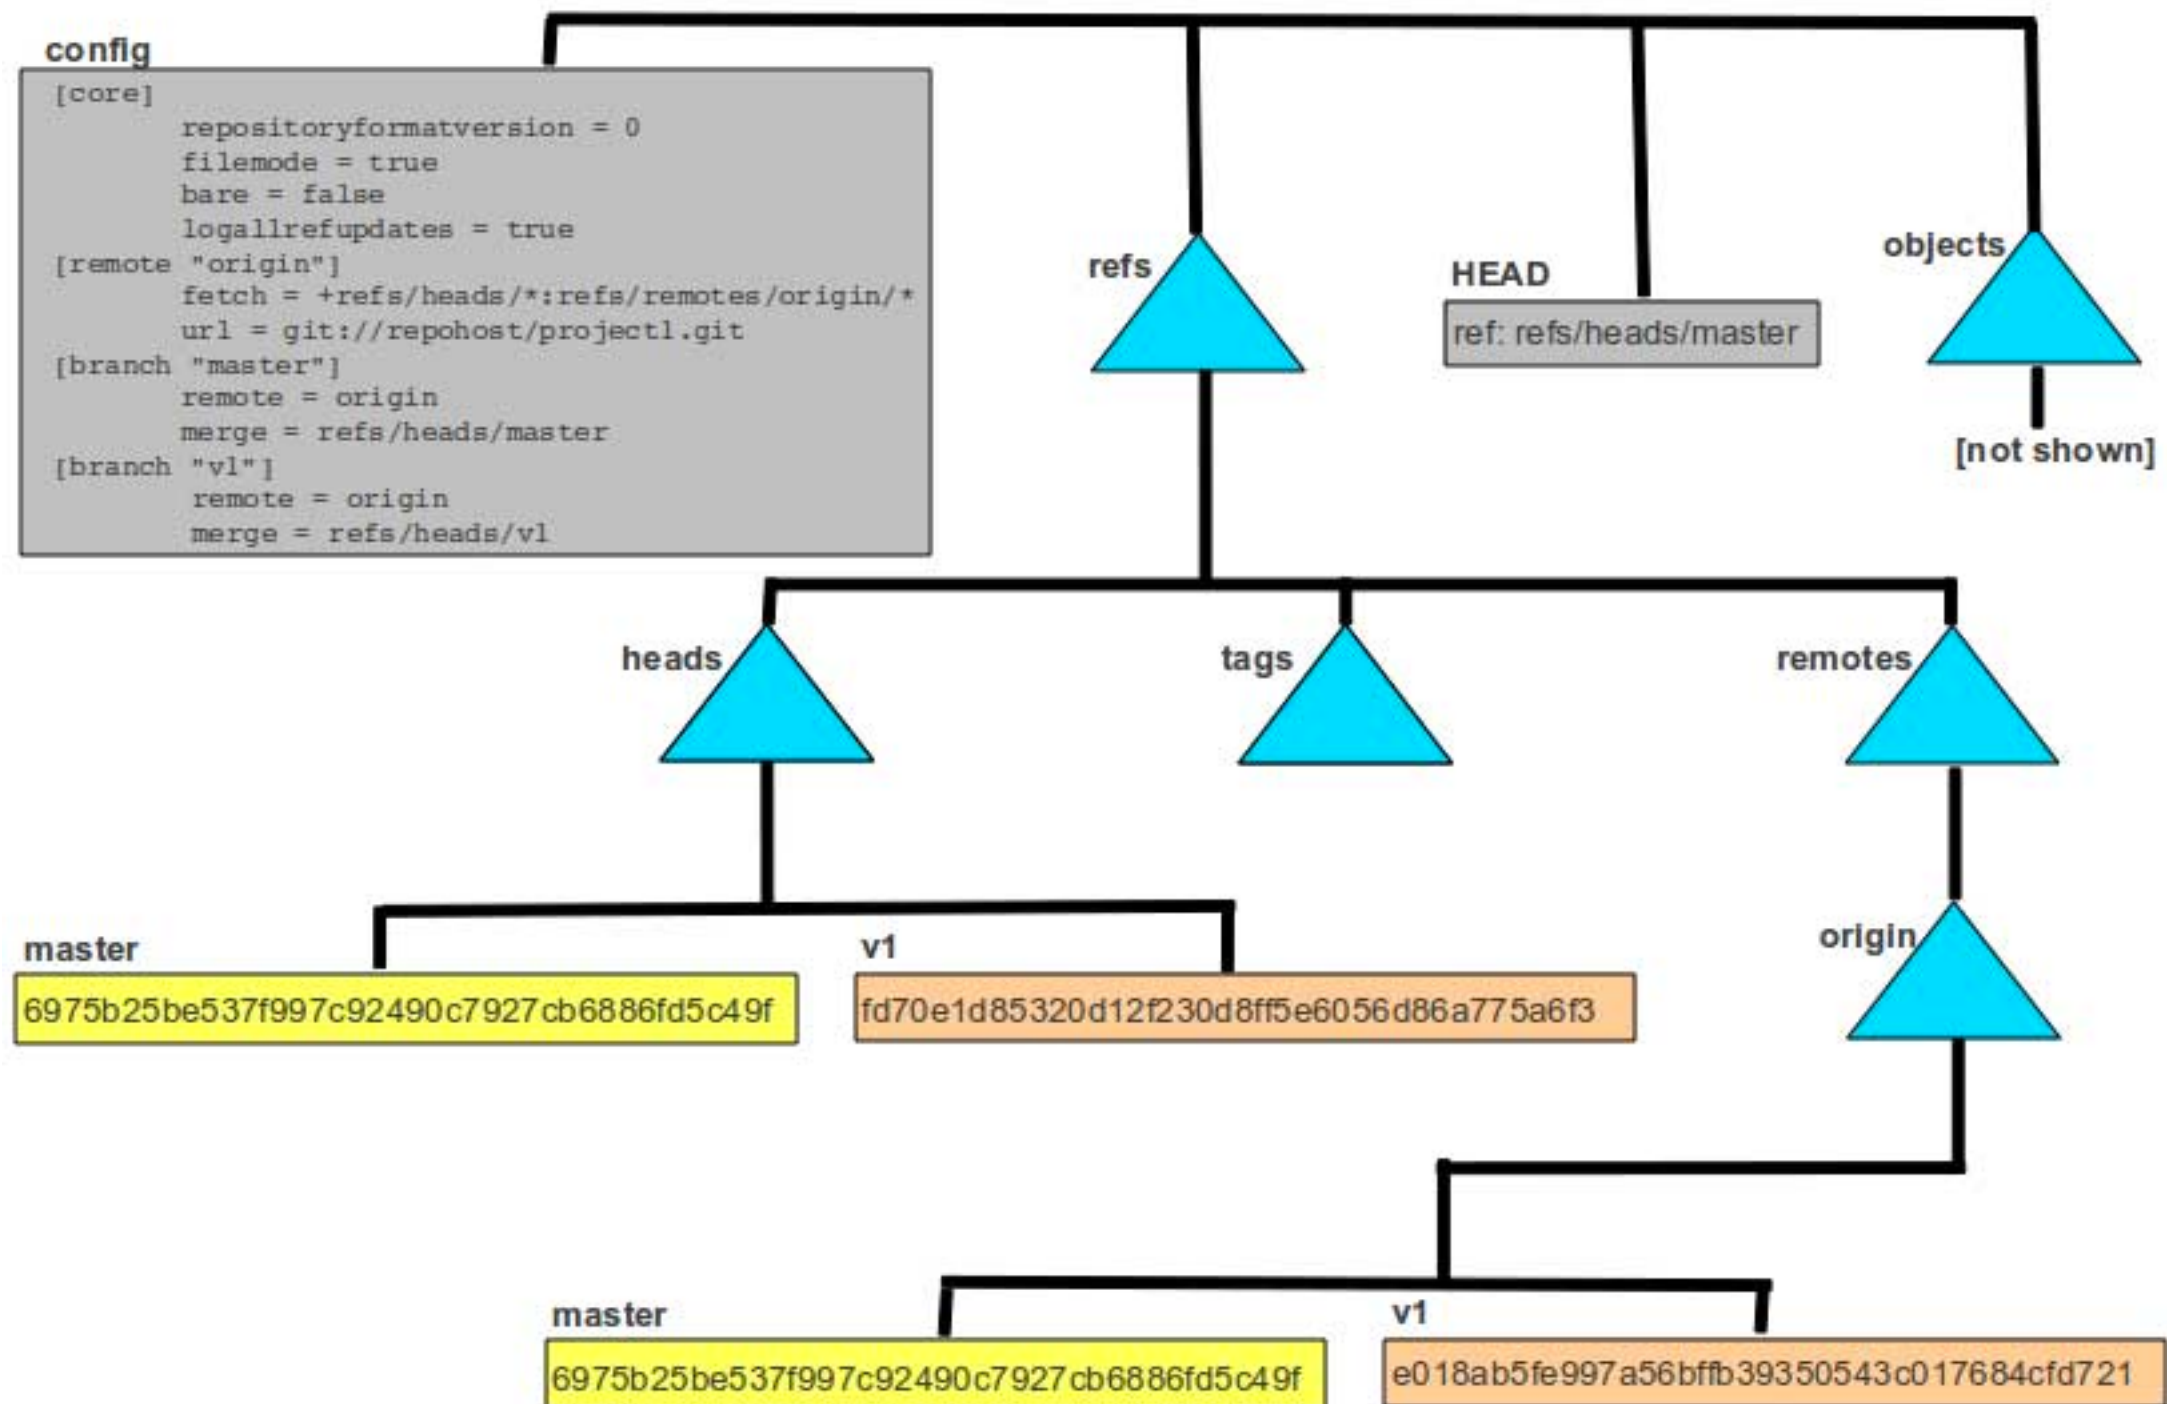 config
[core]
repositoryformatversion = 0
filemode = true
bare = false
logallrefupdates = true
[remote "origin"]
fetch = +refs/heads/*:refs/remotes/origin/*
url = git://repohost/project1.git
[branch "master"]
remote = origin
merge = refs/heads/master
[branch "v1"]
remote = origin
merge = refs/heads/v1
refs
HEAD
ref: refs/heads/master
objects
[not shown]
heads
tags
remotes
master
6975b25be537f997c92490c7927cb6886fd5c49f
v1
fd70e1d85320d12f230d8ff5e6056d86a775a6f3
origin
master
6975b25be537f997c92490c7927cb6886fd5c49f
v1
e018ab5fe997a56bffb39350543c017684cfd721